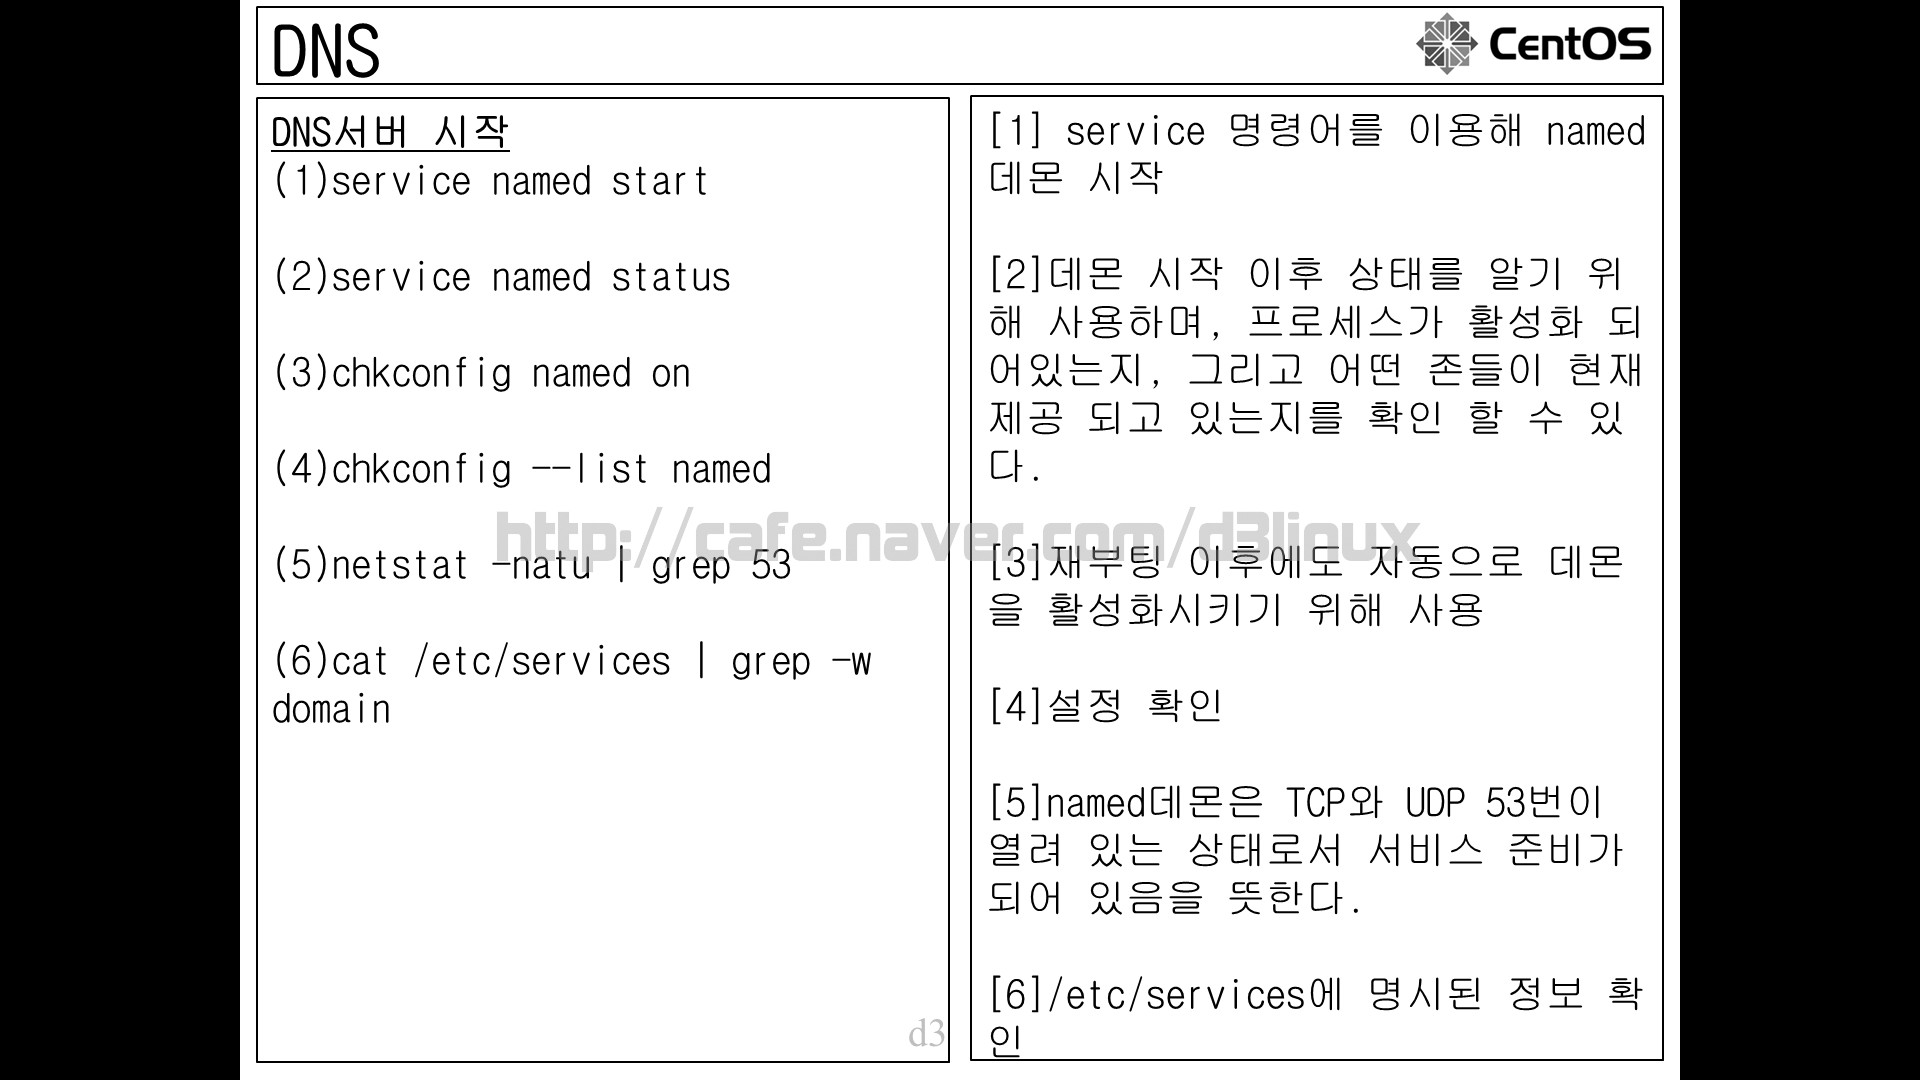 DNS
CentOS
DNS서버 시작
(1)service named start
(2)service named status
(3)chkconfig named on
(4)chkconfig --list named
(5)netstat -natu | grep 53
(6)cat /etc/services | grep -w
domain
d3
[1] service 명령어를 이용해 named
데몬 시작
[2]데몬 시작 이후 상태를 알기 위
해 사용하며, 프로세스가 활성화 되
어있는지, 그리고 어떤 존들이 현재
제공 되고 있는지를 확인 할 수 있
다.
[3]재부팅 이후에도 자동으로 데몬
을 활성화시키기 위해 사용
[4]설정 확인
[5]named데몬은 TCP와 UDP 53번이
열려 있는 상태로서 서비스 준비가
되어 있음을 뜻한다.
[6]/etc/services에 명시된 정보 확
인
http://cafe.naver.com/d3linux